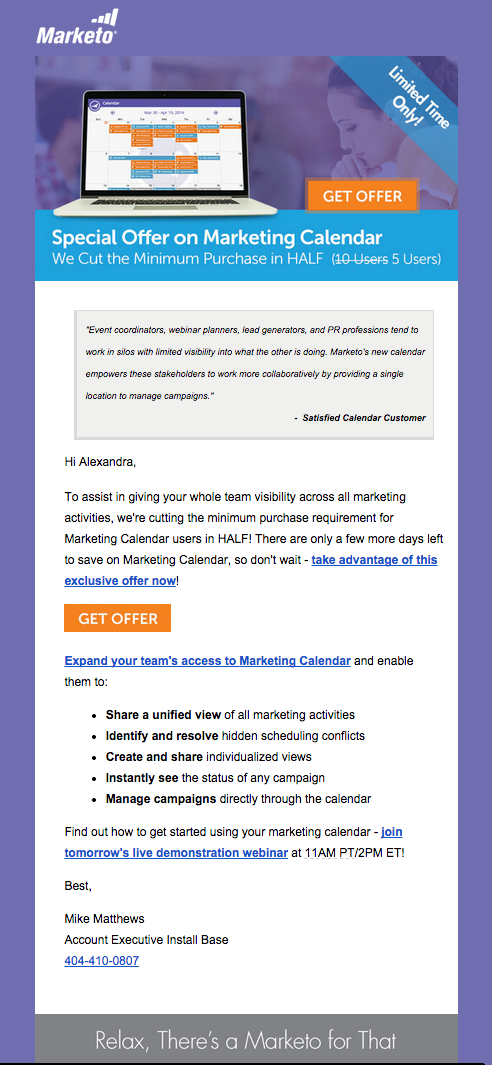 Marketo
Calendar
Mar 30 - Apr 19, 2014
Limited Time
Only!
GET OFFER
Special Offer on Marketing Calendar
We Cut the Minimum Purchase in HALF (10 Users 5 Users)
"Event coordinators, webinar planners, lead generators, and PR professions tend to
work in silos with limited visibility into what the other is doing. Marketo's new calendar
empowers these stakeholders to work more collaboratively by providing a single
location to manage campaigns."
- Satisfied Calendar Customer
Hi Alexandra,
To assist in giving your whole team visibility across all marketing
activities, we're cutting the minimum purchase requirement for
Marketing Calendar users in HALF! There are only a few more days left
to save on Marketing Calendar, so don't wait - take advantage of this
exclusive offer now!
GET OFFER
Expand your team's access to Marketing Calendar and enable
them to:
• Share a unified view of all marketing activities
• Identify and resolve hidden scheduling conflicts
• Create and share individualized views
• Instantly see the status of any campaign
• Manage campaigns directly through the calendar
Find out how to get started using your marketing calendar - join
tomorrow's live demonstration webinar at 11AM PT/2PM ET!
Best,
Mike Matthews
Account Executive Install Base
404-410-0807
Relax, There's a Marketo for That